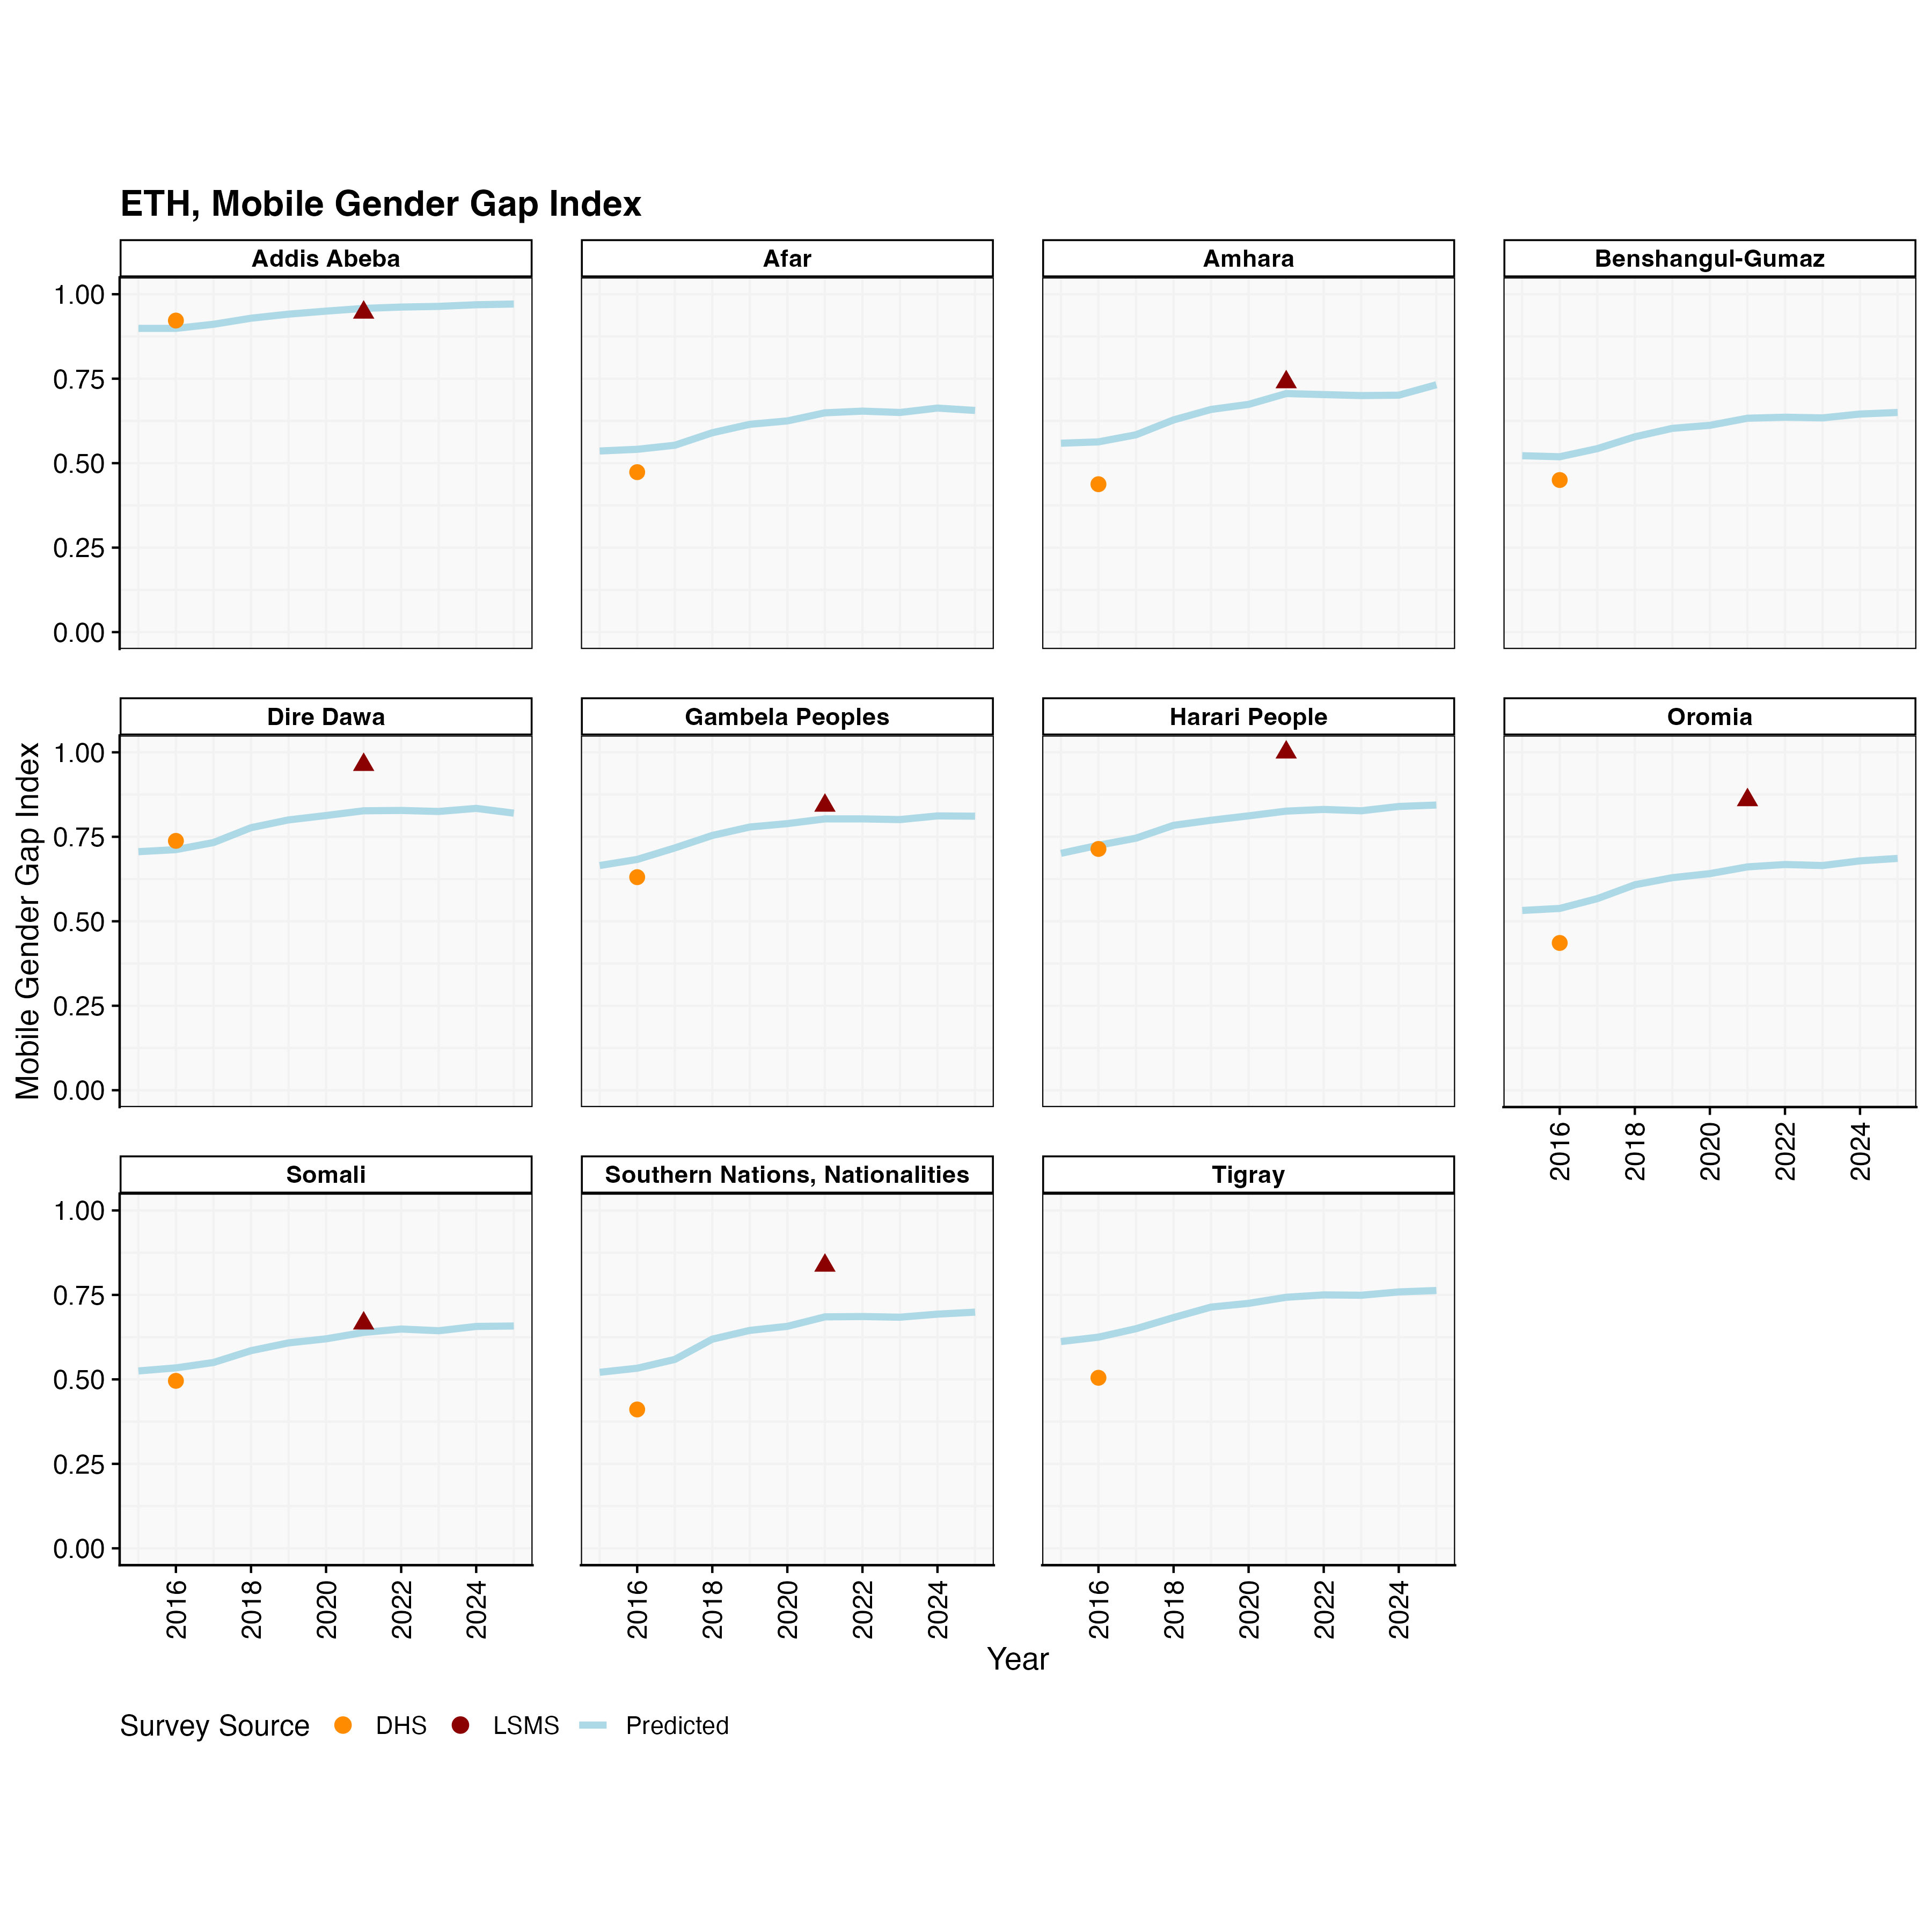 ETH, Mobile Gender Gap Index
Addis Abeba
Afar
Amhara
Benshangul-Gumaz
1.00
0.75
0.50
0.25
0.00
Dire Dawa
Gambela Peoples
Harari People
Oromia
1.00
0.75
0.50
0.25
0.00
Mobile Gender Gap Index
2016
2018
2020
2022
2024
Somali
Southern Nations, Nationalities
Tigray
1.00
0.75
0.50
0.25
0.00
2016
2018
2020
2022
2024
2016
2018
2020
2022
2024
2016
2018
2020
2022
2024
Year
Survey Source DHS LSMS Predicted